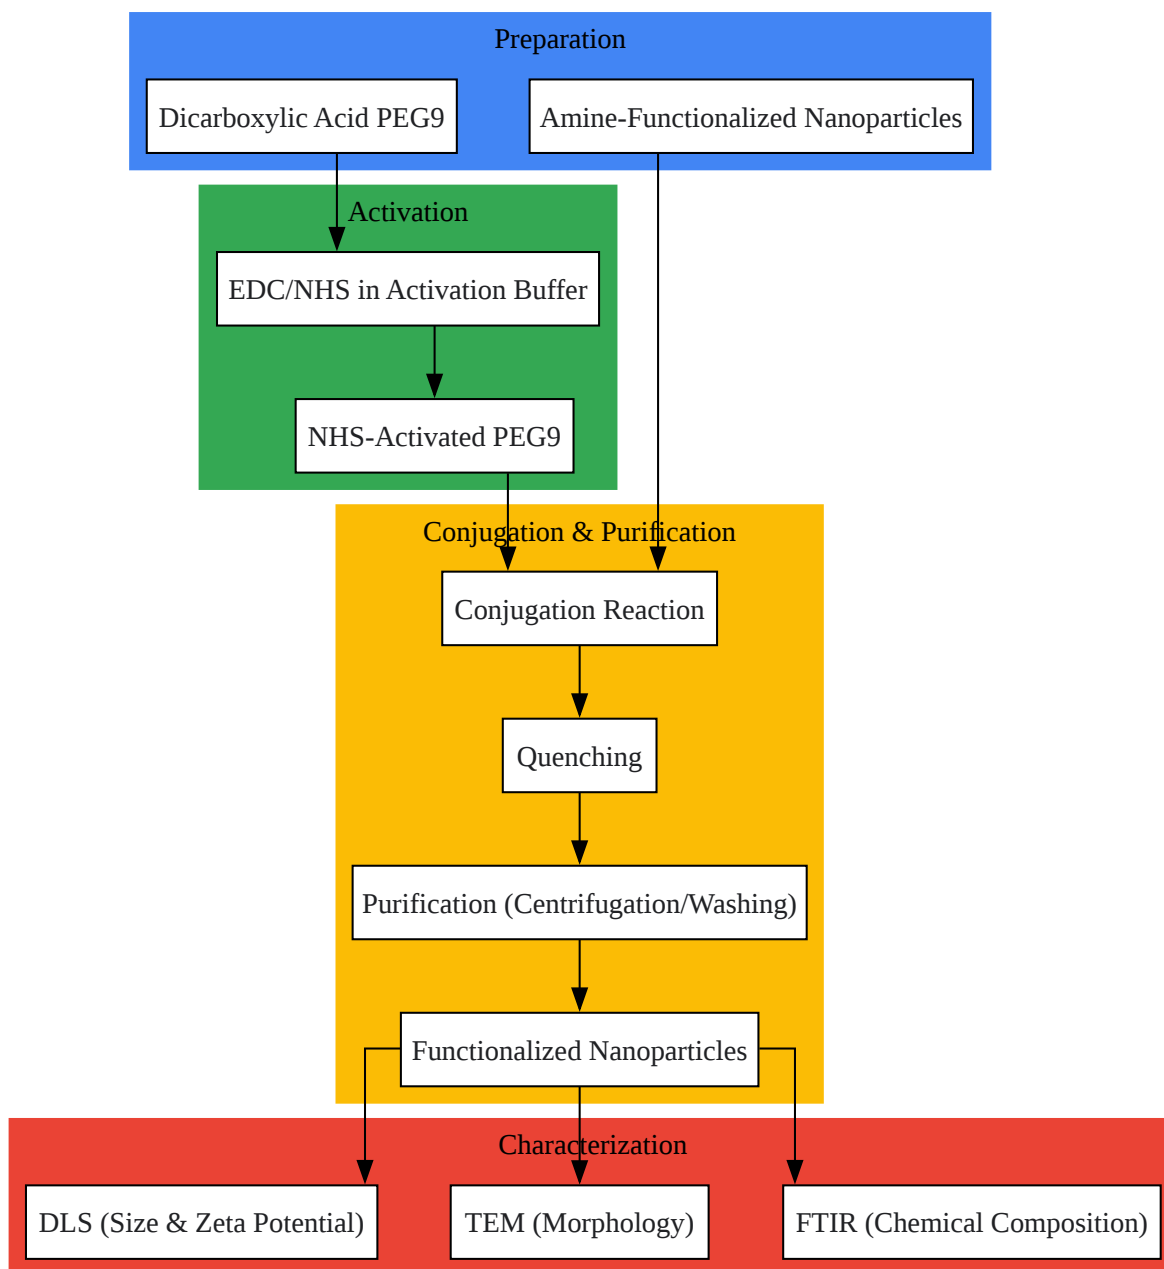 Preparation
Dicarboxylic Acid PEG9
Amine-Functionalized Nanoparticles
Activation
EDC/NHS in Activation Buffer
NHS-Activated PEG9
Conjugation & Purification
Conjugation Reaction
Quenching
Purification (Centrifugation/Washing)
Functionalized Nanoparticles
Characterization
DLS (Size & Zeta Potential)
TEM (Morphology)
FTIR (Chemical Composition)